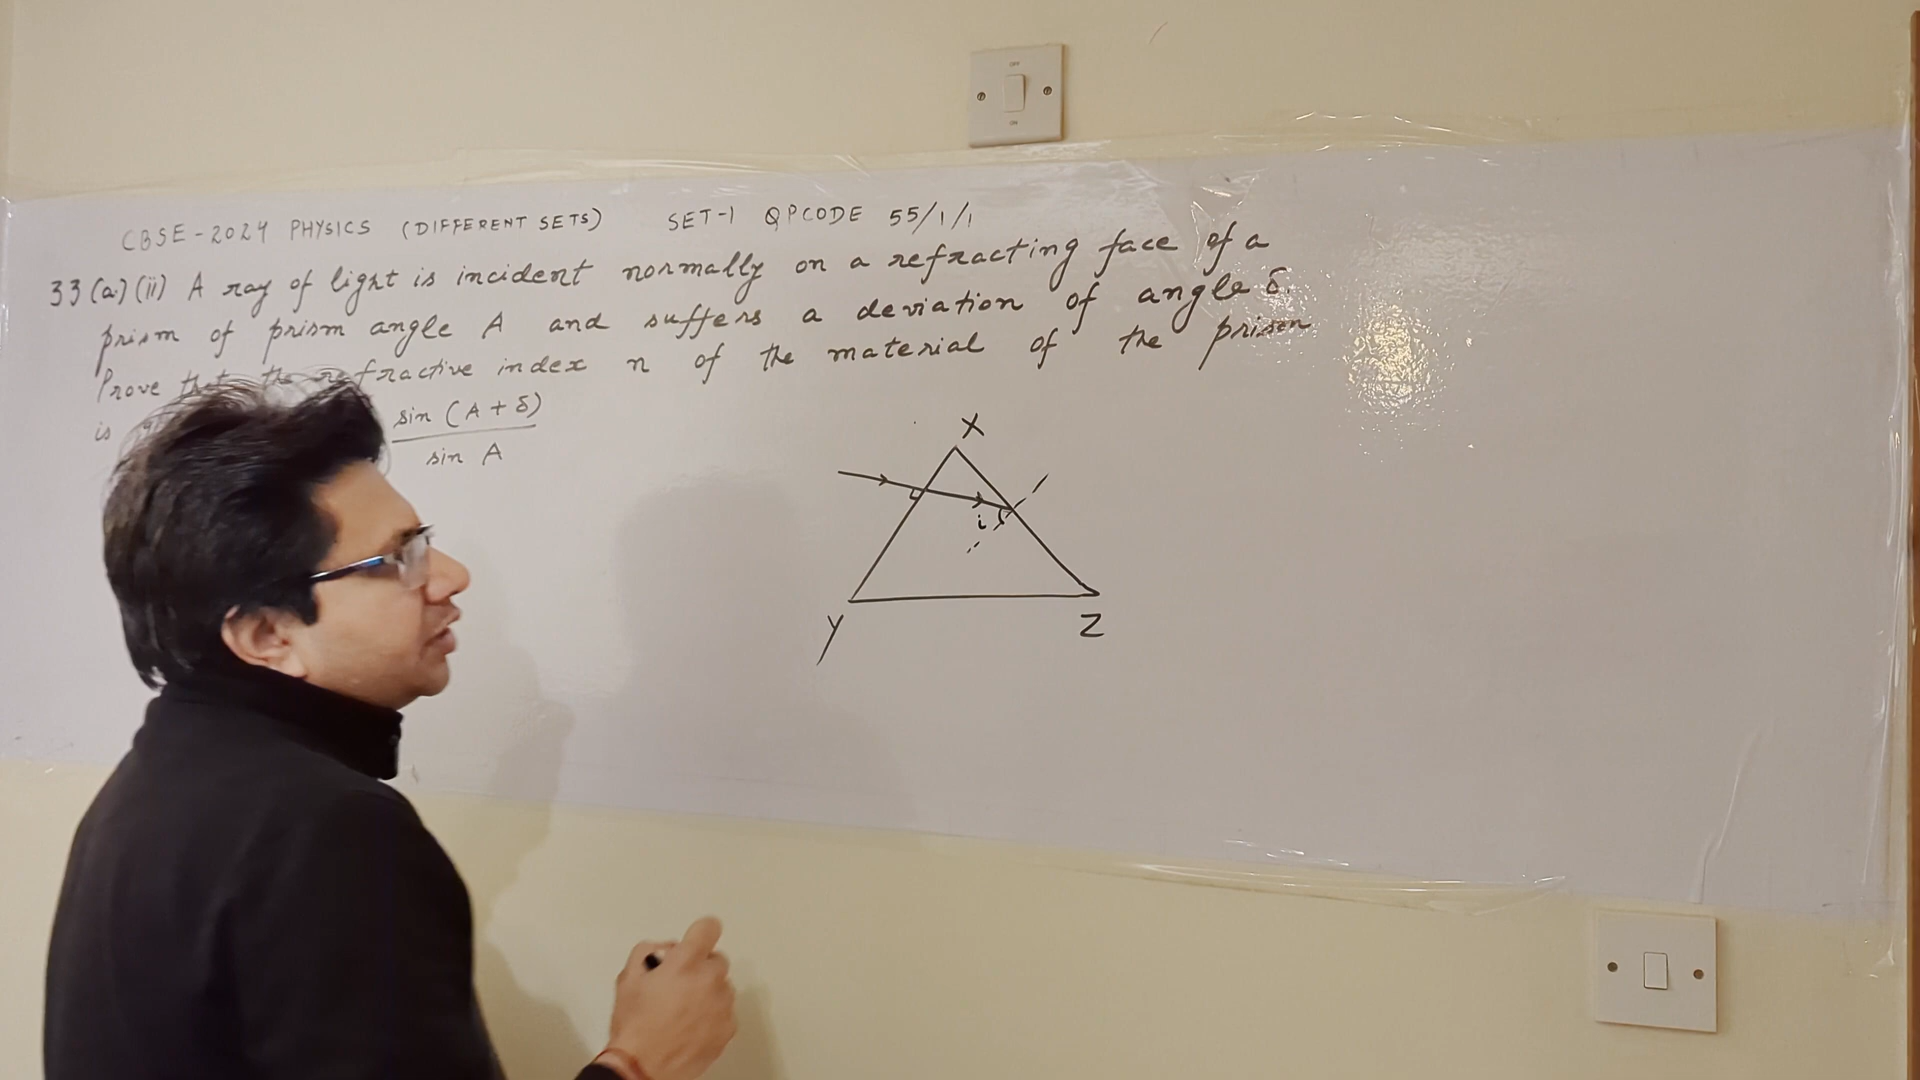 OFF
ON
CBSE-2024 PHYSICS (DIFFERENT SETS) SET-1 QPCODE 55/1/1
33(a)(ii) A ray of light is incident normally on a refracting face of a
prism of prism angle A and suffers a deviation of angle δ.
Prove that the refractive index n of the material of the prism
is
sin (A + δ)
sin A
X
i
Y
Z